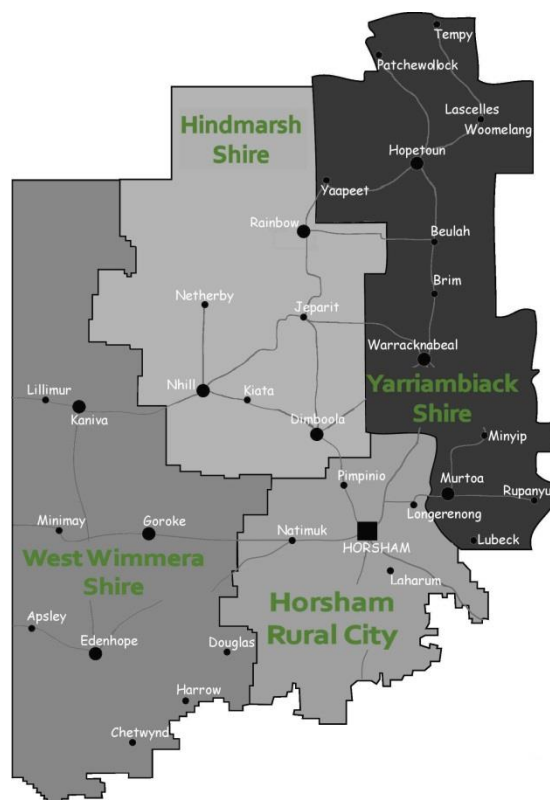 Tempy
Patchewollock
Lascelles
Woomelang
Hindmarsh
Shire
Hopetoun
Yaapeet
Rainbow
Beulah
Brim
Netherby
Jeparit
Warracknabeal
Yarriambiack
Shire
Nhill
Kiata
Lillimur
Kaniva
Dimboola
Minyip
Pimpinio
Murtoa
Rupanyu
Longerenong
Minimay
Goroke
Natimuk
HORSHAM
Lubeck
West Wimmera
Shire
Laharum
Horsham
Rural City
Apsley
Edenhope
Douglas
Harrow
Chetwynd